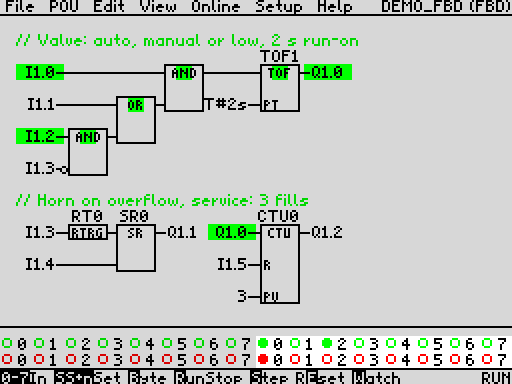 File POU Edit View Online Setup Help DEMO_FBD (FBD)
// Valve: auto, manual or low, 2 s run-on
TOF1
I1.0 AND TOF Q1.0
I1.1 OR T#2s PT
I1.2 AND
I1.3
// Horn on overflow, service: 3 fills
RT0 SR0 CTU0
I1.3 RTRG SR Q1.1 Q1.0 CTU Q1.2
I1.4 I1.5 R
3 PV
0 1 2 3 4 5 6 7 0 1 2 3 4 5 6 7
0 1 2 3 4 5 6 7 0 1 2 3 4 5 6 7
0-7In SS+nSet Byte RunStop Step REset Watch RUN